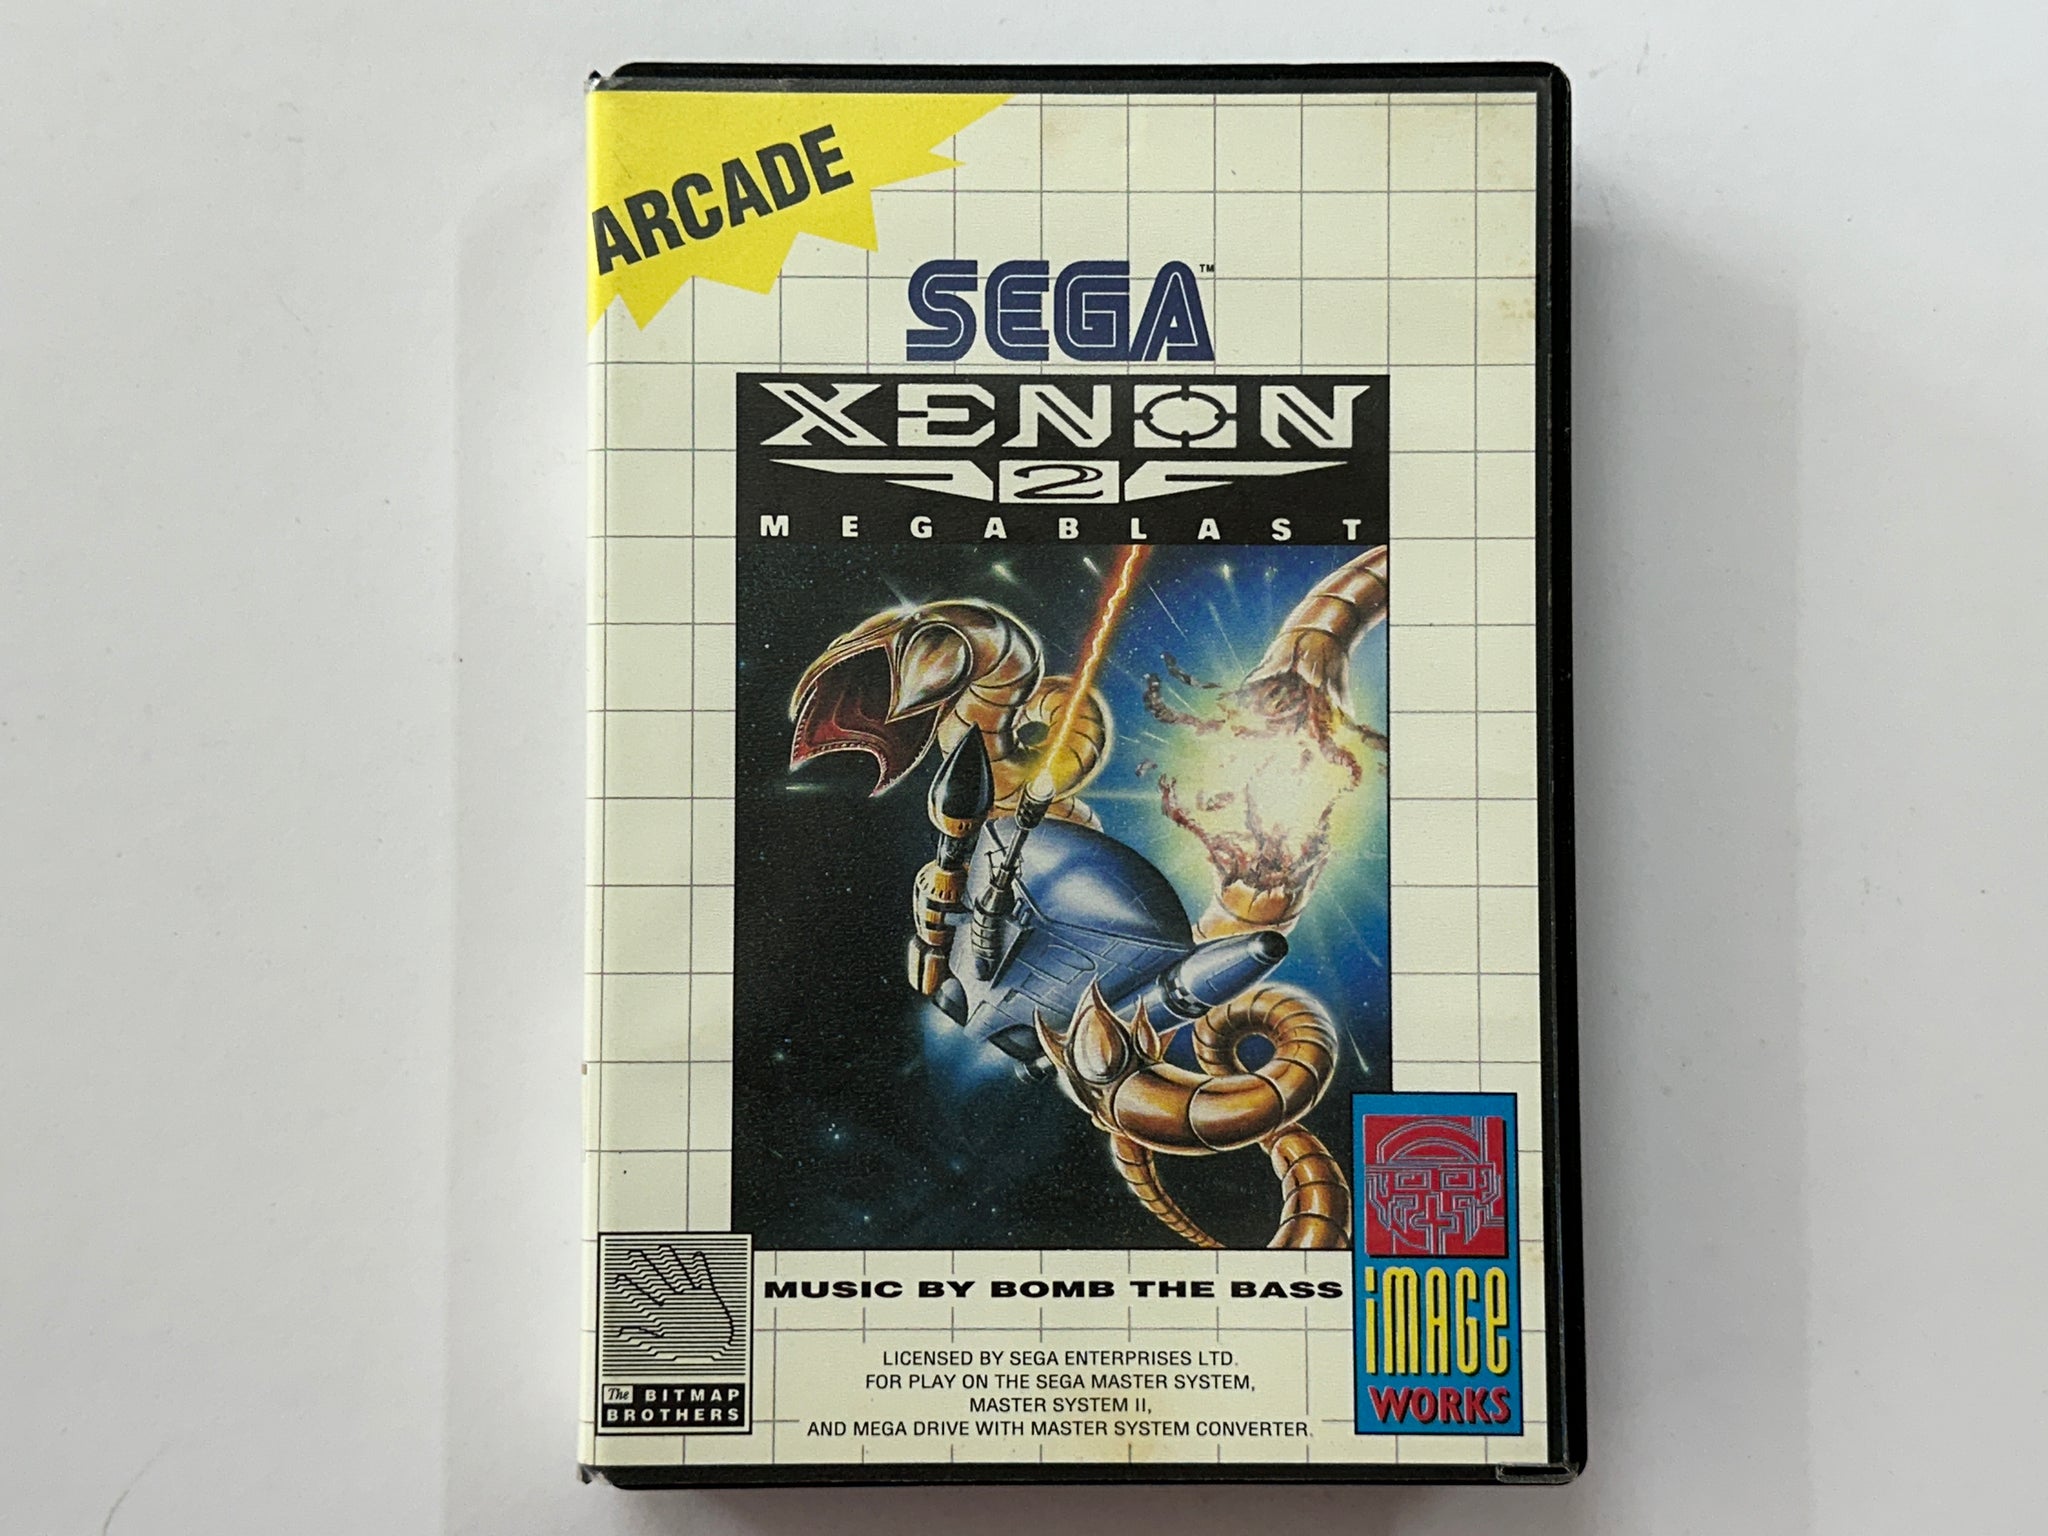 ARCADE
SEGA™
XENON
2
MEGABLAST
MUSIC BY BOMB THE BASS
LICENSED BY SEGA ENTERPRISES LTD.
FOR PLAY ON THE SEGA MASTER SYSTEM,
MASTER SYSTEM II,
AND MEGA DRIVE WITH MASTER SYSTEM CONVERTER.
The BITMAP
BROTHERS
iMAGE
WORKS